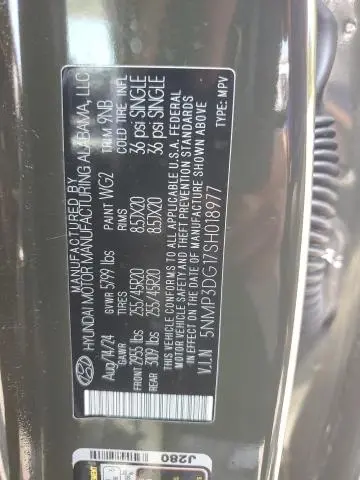 MANUFACTURED BY
HYUNDAI MOTOR MANUFACTURING ALABAMA, LLC
Aug/14/24 GVWR 5799 lbs PAINT WG2 TRIM 9NB
GAWR TIRES RIMS COLD TIRE INFL
FRONT 2955 lbs 255/45R20 8.5JX20 36 psi SINGLE
REAR 3009 lbs 255/45R20 8.5JX20 36 psi SINGLE
THIS VEHICLE CONFORMS TO ALL APPLICABLE U.S.A. FEDERAL
MOTOR VEHICLE SAFETY AND THEFT PREVENTION STANDARDS
IN EFFECT ON THE DATE OF MANUFACTURE SHOWN ABOVE.
V.I.N 5NMP3DG17SH018977 TYPE: MPV
J280